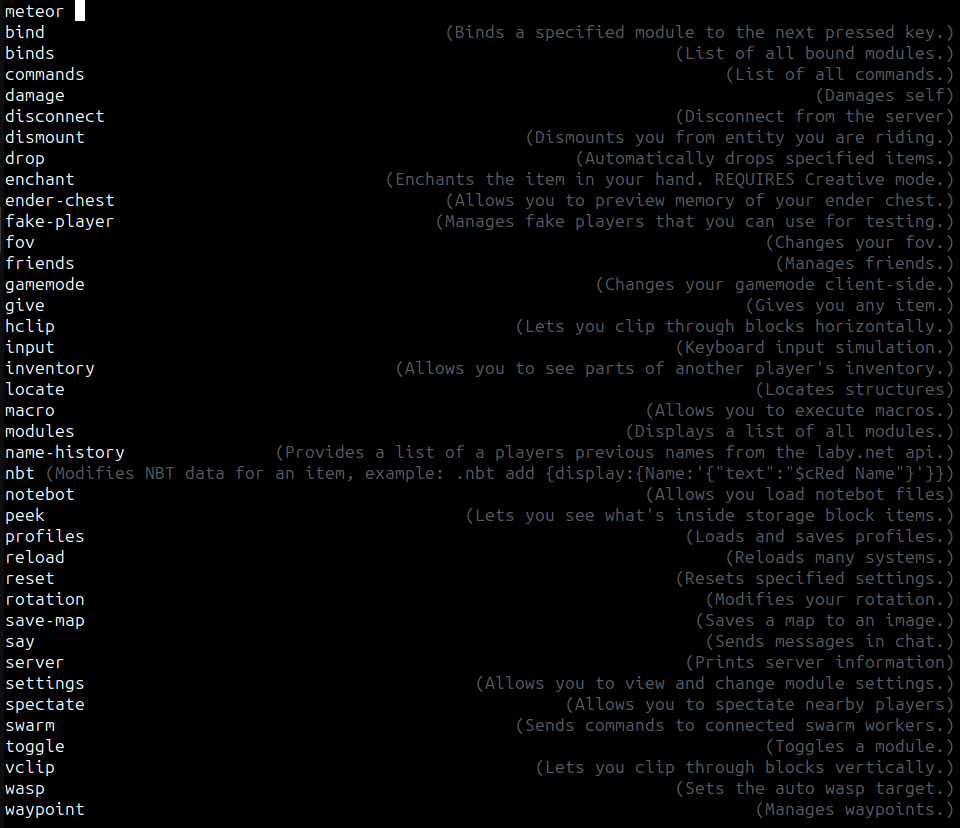 meteor
bind (Binds a specified module to the next pressed key.)
binds (List of all bound modules.)
commands (List of all commands.)
damage (Damages self)
disconnect (Disconnect from the server)
dismount (Dismounts you from entity you are riding.)
drop (Automatically drops specified items.)
enchant (Enchants the item in your hand. REQUIRES Creative mode.)
ender-chest (Allows you to preview memory of your ender chest.)
fake-player (Manages fake players that you can use for testing.)
fov (Changes your fov.)
friends (Manages friends.)
gamemode (Changes your gamemode client-side.)
give (Gives you any item.)
hclip (Lets you clip through blocks horizontally.)
input (Keyboard input simulation.)
inventory (Allows you to see parts of another player's inventory.)
locate (Locates structures)
macro (Allows you to execute macros.)
modules (Displays a list of all modules.)
name-history (Provides a list of a players previous names from the laby.net api.)
nbt (Modifies NBT data for an item, example: .nbt add {display:{Name:'{"text":"$cRed Name"}'}})
notebot (Allows you load notebot files)
peek (Lets you see what's inside storage block items.)
profiles (Loads and saves profiles.)
reload (Reloads many systems.)
reset (Resets specified settings.)
rotation (Modifies your rotation.)
save-map (Saves a map to an image.)
say (Sends messages in chat.)
server (Prints server information)
settings (Allows you to view and change module settings.)
spectate (Allows you to spectate nearby players)
swarm (Sends commands to connected swarm workers.)
toggle (Toggles a module.)
vclip (Lets you clip through blocks vertically.)
wasp (Sets the auto wasp target.)
waypoint (Manages waypoints.)